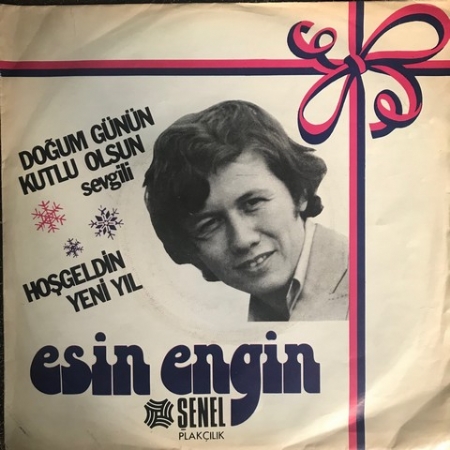 DOĞUM GÜNÜN
KUTLU OLSUN
sevgili
HOŞGELDİN
YENİ YIL
esin engin
ŞENEL
PLAKÇILIK